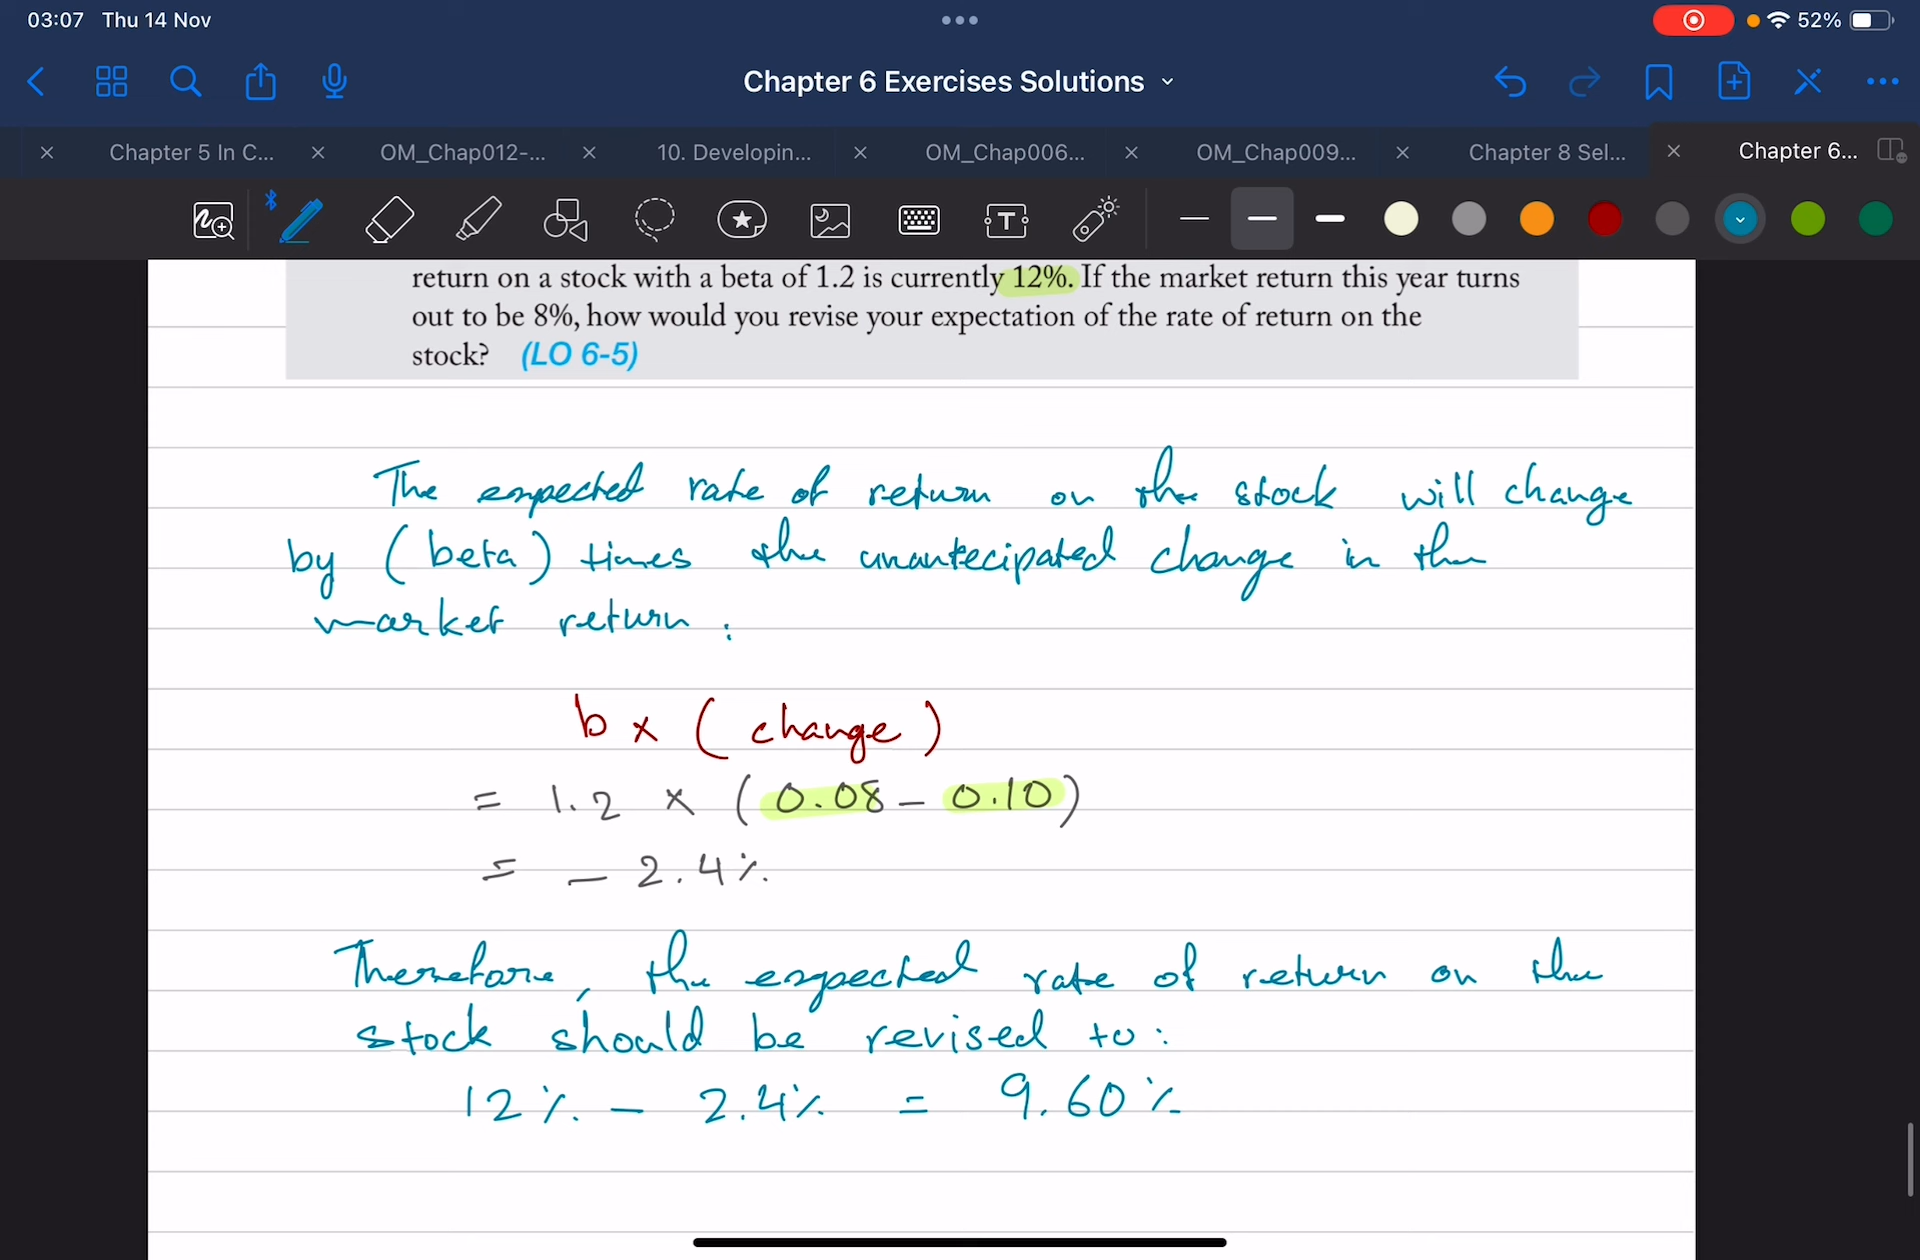 03:07 Thu 14 Nov
52%
Chapter 6 Exercises Solutions
Chapter 5 In C...
OM_Chap012-...
10. Developin...
OM_Chap006...
OM_Chap009...
Chapter 8 Sel...
Chapter 6...
return on a stock with a beta of 1.2 is currently 12%. If the market return this year turns
out to be 8%, how would you revise your expectation of the rate of return on the
stock? (LO 6-5)
The expected rate of return on the stock will change
by (beta) times the unantecipated change in the
market return :
b × ( change )
= 1.2 × ( 0.08 – 0.10 )
= – 2.4%
Therefore, the expected rate of return on the
stock should be revised to :
12% – 2.4% = 9.60%